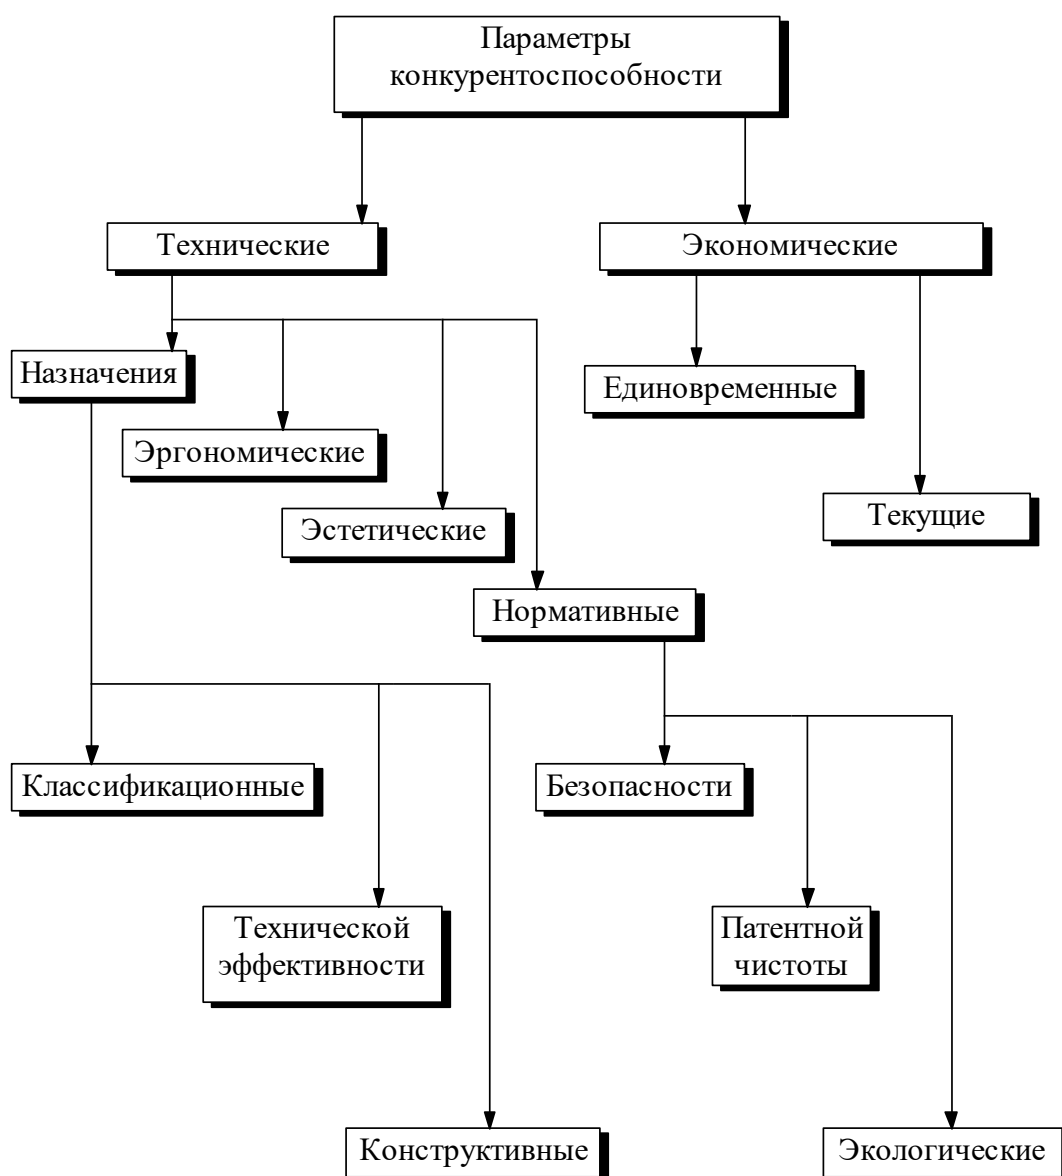 Параметры
конкурентоспособности
Технические
Экономические
Назначения
Единовременные
Эргономические
Эстетические
Текущие
Нормативные
Классификационные
Безопасности
Технической
эффективности
Патентной
чистоты
Конструктивные
Экологические